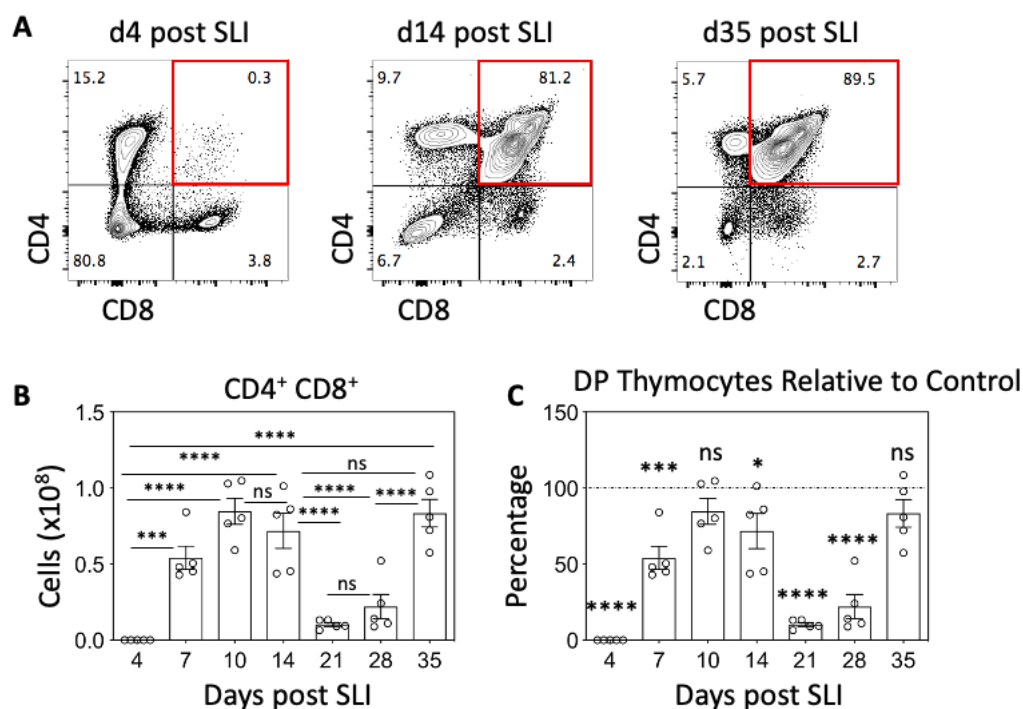 A
d4 post SLI
d14 post SLI
d35 post SLI
15.2
0.3
80.8
3.8
CD4
CD8
9.7
81.2
6.7
2.4
CD4
CD8
5.7
89.5
2.1
2.7
CD4
CD8
B
CD4⁺ CD8⁺
1.5
1.0
0.5
0.0
Cells (x10⁸)
****
****
ns
****
ns
****
****
***
****
ns
4 7 10 14 21 28 35
Days post SLI
C
DP Thymocytes Relative to Control
150
100
50
0
Percentage
****
***
ns
*
****
****
ns
4 7 10 14 21 28 35
Days post SLI